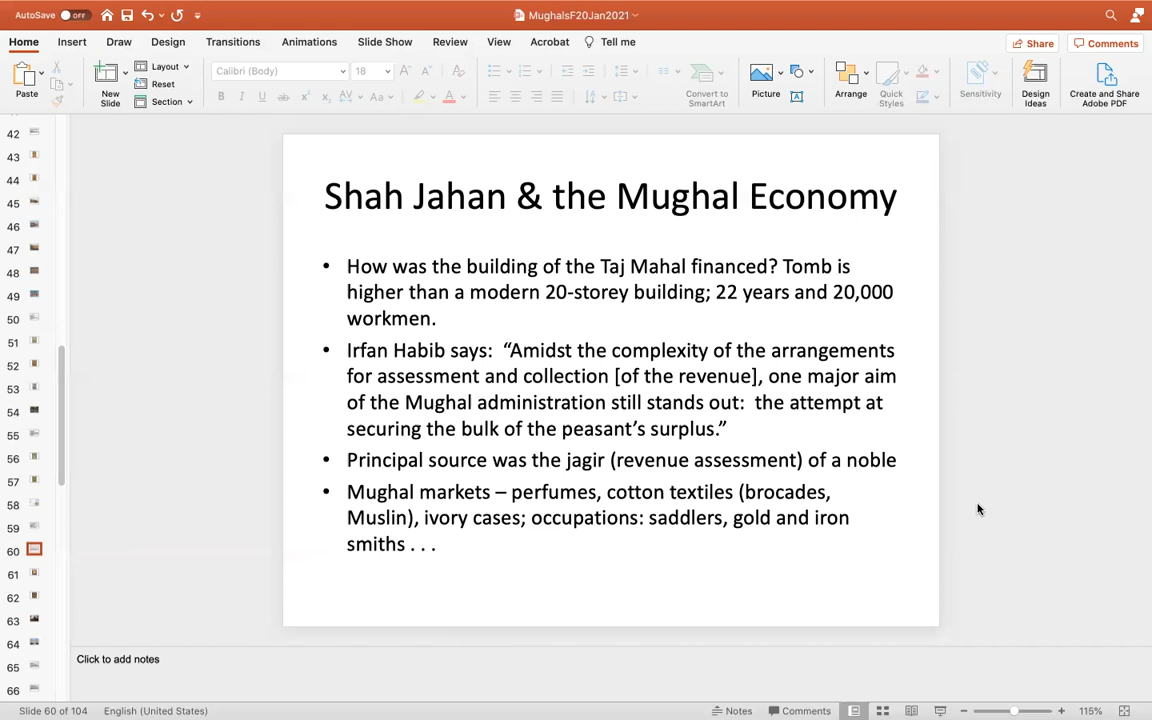 AutoSave OFF
MughalsF20Jan2021
Home Insert Draw Design Transitions Animations Slide Show Review View Acrobat Tell me Share Comments
Paste New Slide Layout Reset Section Calibri (Body) 18 Convert to SmartArt Picture Arrange Quick Styles Sensitivity Design Ideas Create and Share Adobe PDF
42
43
44
45
46
47
48
49
50
51
52
53
54
55
56
57
58
59
60
61
62
63
64
65
66
Shah Jahan & the Mughal Economy
• How was the building of the Taj Mahal financed? Tomb is
higher than a modern 20-storey building; 22 years and 20,000
workmen.
• Irfan Habib says:  “Amidst the complexity of the arrangements
for assessment and collection [of the revenue], one major aim
of the Mughal administration still stands out:  the attempt at
securing the bulk of the peasant’s surplus.”
• Principal source was the jagir (revenue assessment) of a noble
• Mughal markets – perfumes, cotton textiles (brocades,
Muslin), ivory cases; occupations: saddlers, gold and iron
smiths . . .
Click to add notes
Slide 60 of 104 English (United States) Notes Comments 115%